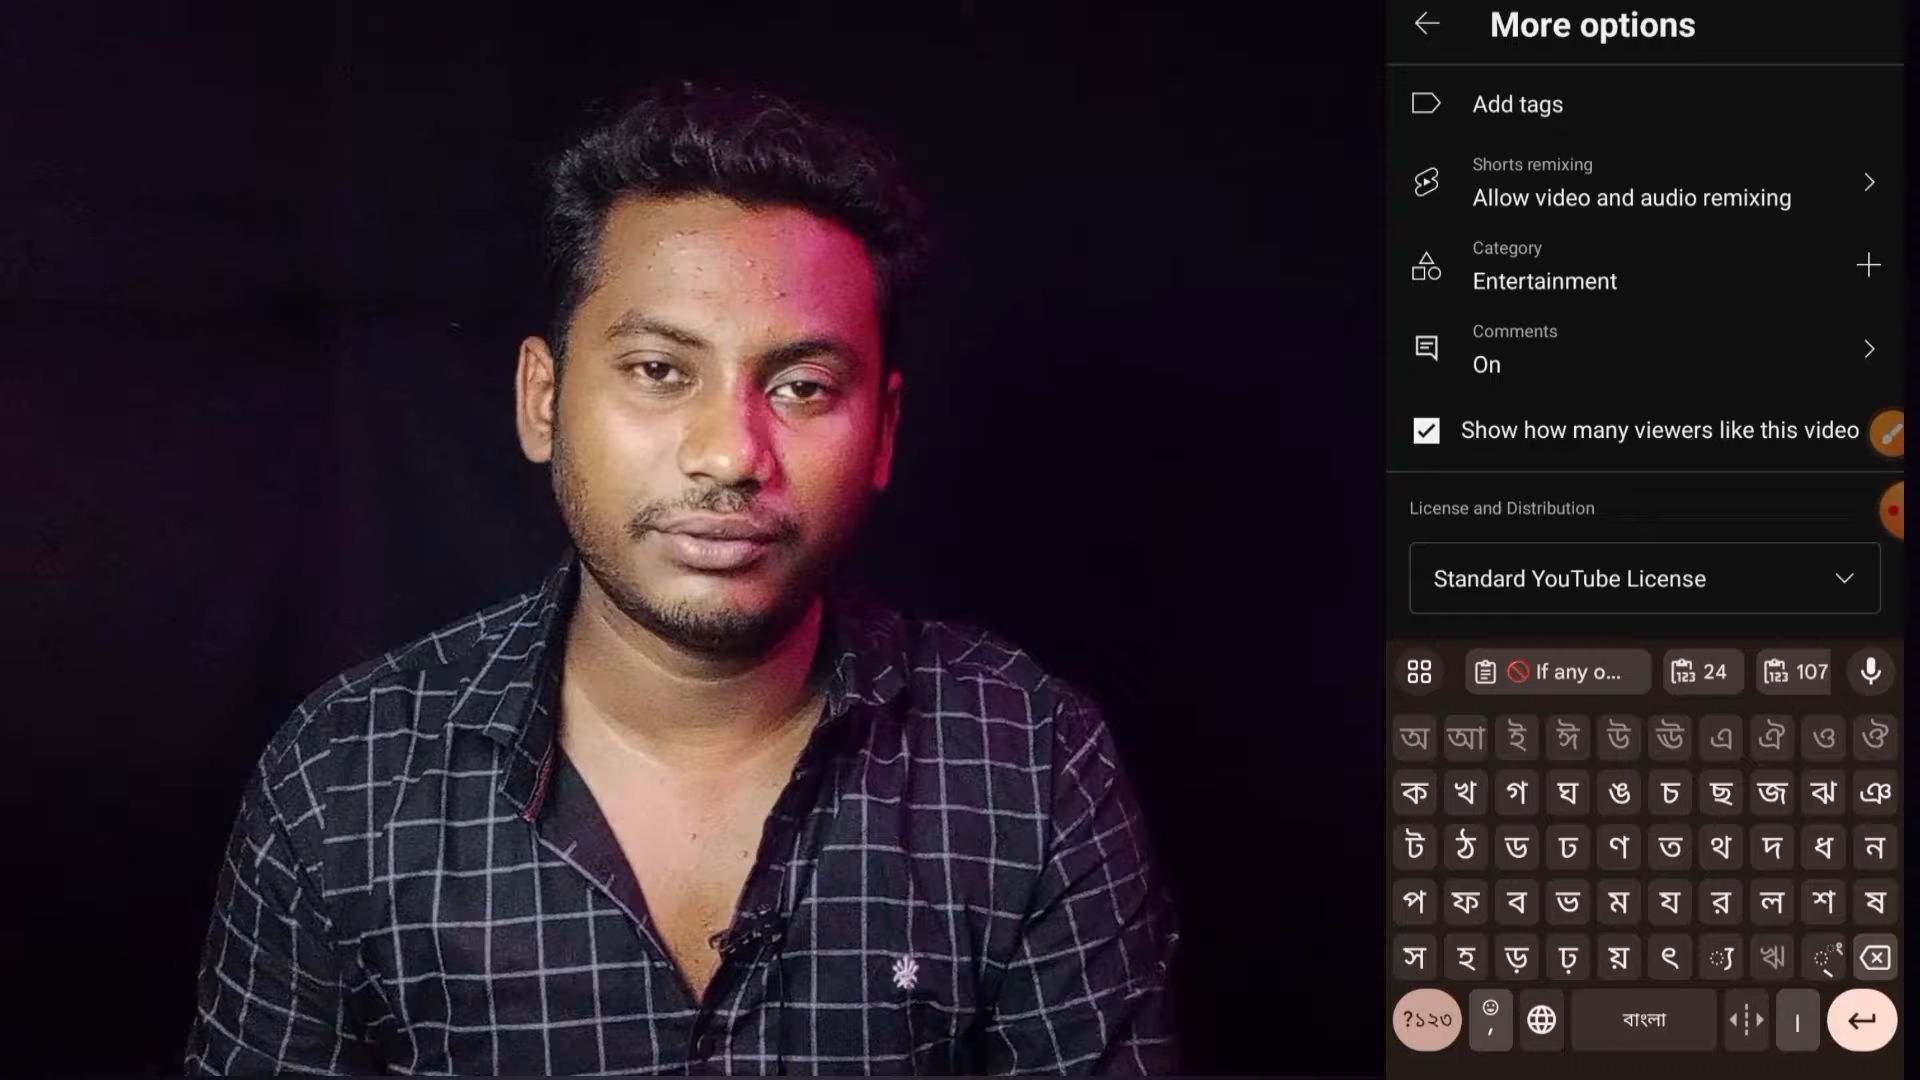 More options
Add tags
Shorts remixing
Allow video and audio remixing
Category
Entertainment
Comments
On
Show how many viewers like this video
License and Distribution
Standard YouTube License
If any o... 24 107
অ আ ই ঈ উ ঊ এ ঐ ও ঔ
ক খ গ ঘ ঙ চ ছ জ ঝ ঞ
ট ঠ ড ঢ ণ ত থ দ ধ ন
প ফ ব ভ ম য র ল শ ষ
স হ ড় ঢ় য় ৎ ্য ঋ
?১২৩ , বাংলা ।